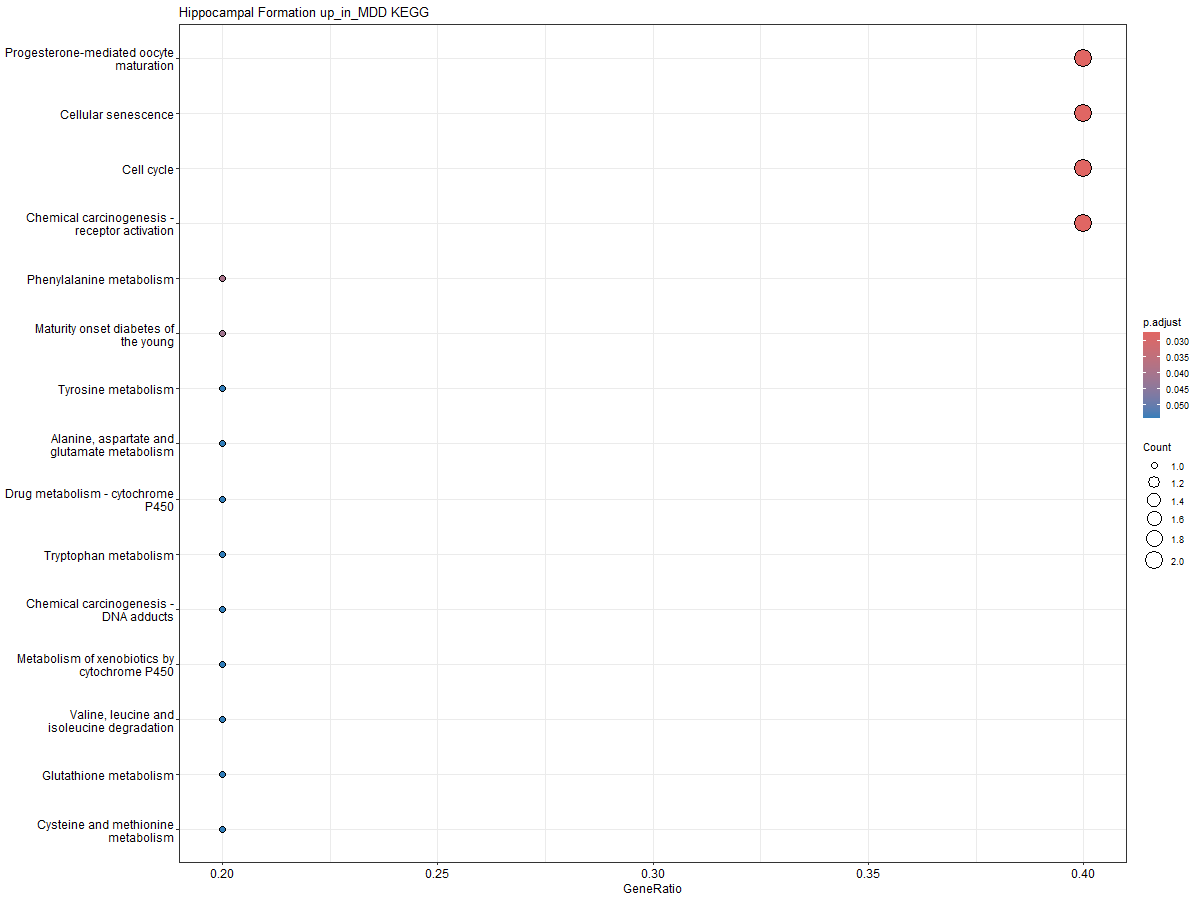 Hippocampal Formation up_in_MDD KEGG
Progesterone-mediated oocyte
maturation
Cellular senescence
Cell cycle
Chemical carcinogenesis -
receptor activation
Phenylalanine metabolism
Maturity onset diabetes of
the young
Tyrosine metabolism
Alanine, aspartate and
glutamate metabolism
Drug metabolism - cytochrome
P450
Tryptophan metabolism
Chemical carcinogenesis -
DNA adducts
Metabolism of xenobiotics by
cytochrome P450
Valine, leucine and
isoleucine degradation
Glutathione metabolism
Cysteine and methionine
metabolism
0.20 0.25 0.30 0.35 0.40
GeneRatio
p.adjust
0.030
0.035
0.040
0.045
0.050
Count
1.0
1.2
1.4
1.6
1.8
2.0